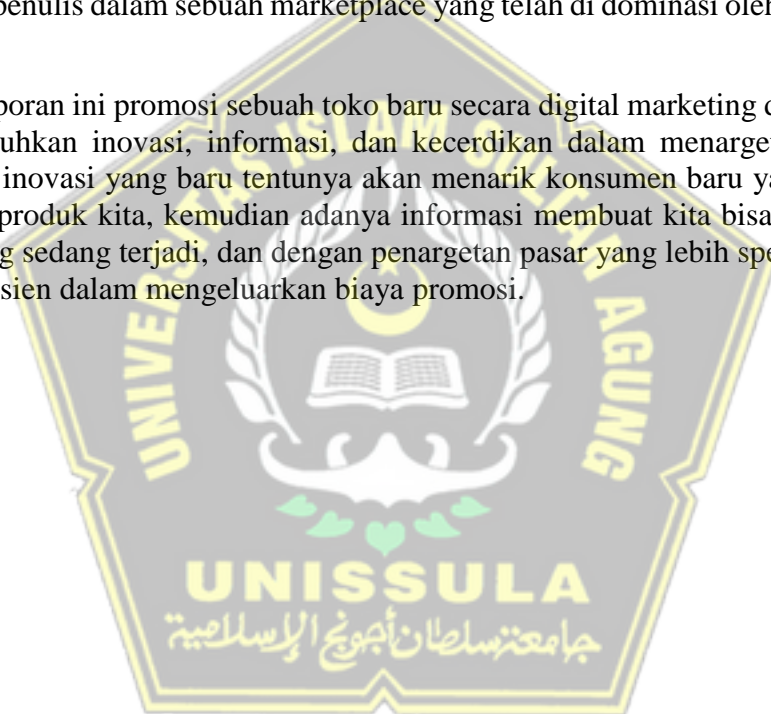 penulis dalam sebuah marketplace yang telah di dominasi oleh
poran ini promosi sebuah toko baru secara digital marketing
uhkan inovasi, informasi, dan kecerdikan dalam menarget
inovasi yang baru tentunya akan menarik konsumen baru ya
produk kita, kemudian adanya informasi membuat kita bisa
g sedang terjadi, dan dengan penargetan pasar yang lebih spe
sien dalam mengeluarkan biaya promosi.
UNIVERSITAS ISLAM SULTAN AGUNG
UNISSULA
جامعة سلطان أجونج الإسلامية